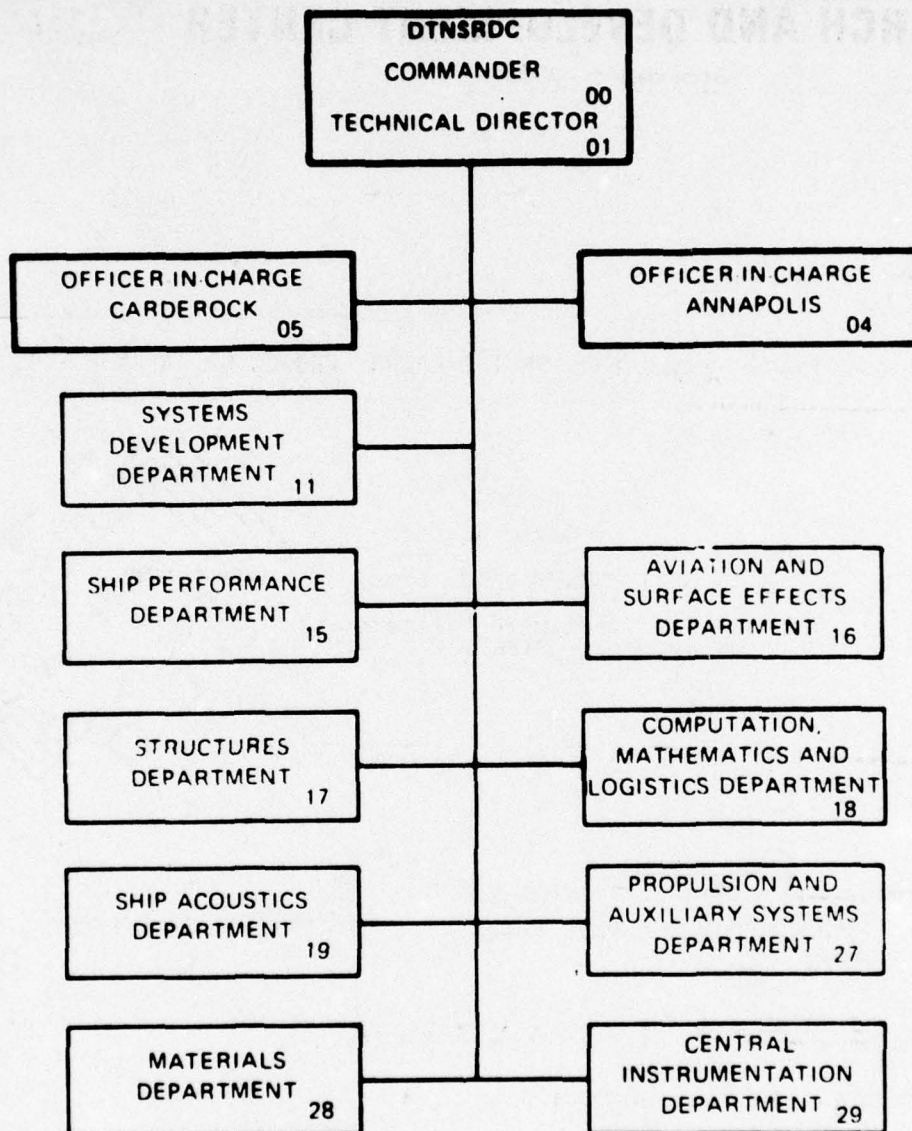 DTNSRDC
COMMANDER
00
TECHNICAL DIRECTOR
01
OFFICER-IN-CHARGE
CARDEROCK
05
OFFICER-IN-CHARGE
ANNAPOLIS
04
SYSTEMS
DEVELOPMENT
DEPARTMENT
11
SHIP PERFORMANCE
DEPARTMENT
15
AVIATION AND
SURFACE EFFECTS
DEPARTMENT
16
STRUCTURES
DEPARTMENT
17
COMPUTATION,
MATHEMATICS AND
LOGISTICS DEPARTMENT
18
SHIP ACOUSTICS
DEPARTMENT
19
PROPULSION AND
AUXILIARY SYSTEMS
DEPARTMENT
27
MATERIALS
DEPARTMENT
28
CENTRAL
INSTRUMENTATION
DEPARTMENT
29